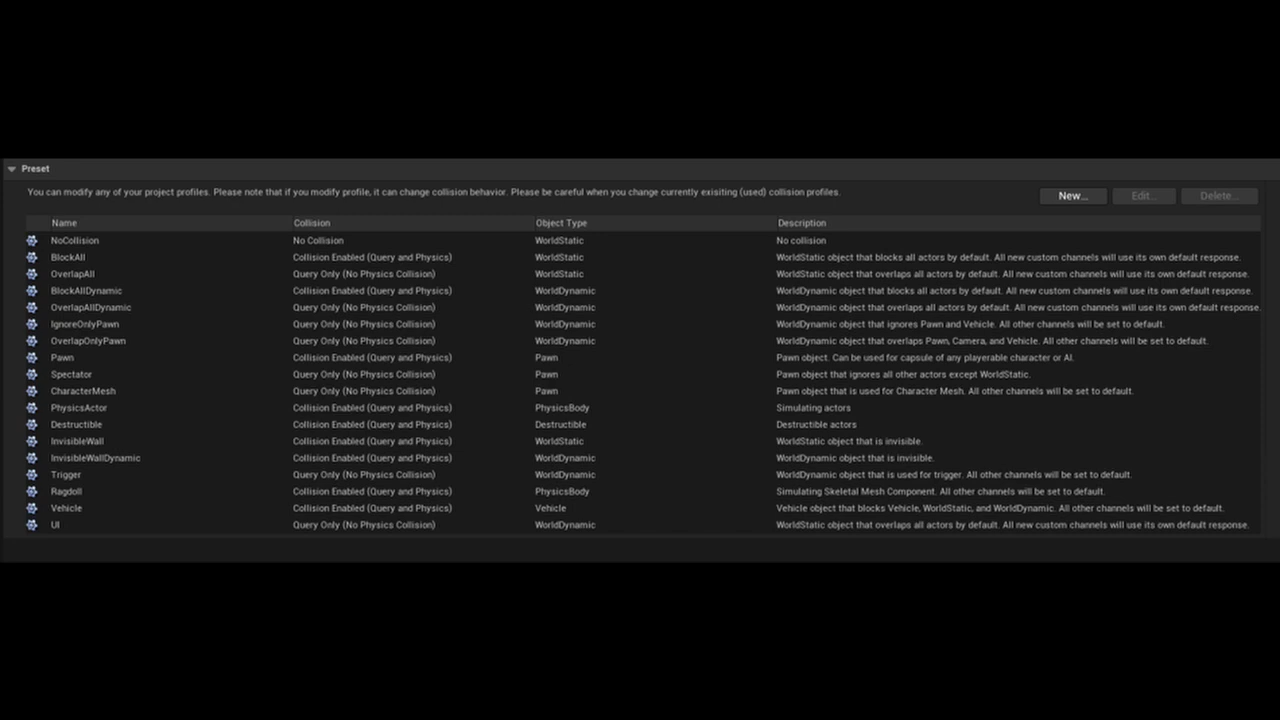 Preset
You can modify any of your project profiles. Please note that if you modify profile, it can change collision behavior. Please be careful when you change currently exisiting (used) collision profiles.
New... Edit... Delete...
Name Collision Object Type Description
NoCollision No Collision WorldStatic No collision
BlockAll Collision Enabled (Query and Physics) WorldStatic WorldStatic object that blocks all actors by default. All new custom channels will use its own default response.
OverlapAll Query Only (No Physics Collision) WorldStatic WorldStatic object that overlaps all actors by default. All new custom channels will use its own default response.
BlockAllDynamic Collision Enabled (Query and Physics) WorldDynamic WorldDynamic object that blocks all actors by default. All new custom channels will use its own default response.
OverlapAllDynamic Query Only (No Physics Collision) WorldDynamic WorldDynamic object that overlaps all actors by default. All new custom channels will use its own default response.
IgnoreOnlyPawn Query Only (No Physics Collision) WorldDynamic WorldDynamic object that ignores Pawn and Vehicle. All other channels will be set to default.
OverlapOnlyPawn Query Only (No Physics Collision) WorldDynamic WorldDynamic object that overlaps Pawn, Camera, and Vehicle. All other channels will be set to default.
Pawn Collision Enabled (Query and Physics) Pawn Pawn object. Can be used for capsule of any playerable character or AI.
Spectator Query Only (No Physics Collision) Pawn Pawn object that ignores all other actors except WorldStatic.
CharacterMesh Query Only (No Physics Collision) Pawn Pawn object that is used for Character Mesh. All other channels will be set to default.
PhysicsActor Collision Enabled (Query and Physics) PhysicsBody Simulating actors
Destructible Collision Enabled (Query and Physics) Destructible Destructible actors
InvisibleWall Collision Enabled (Query and Physics) WorldStatic WorldStatic object that is invisible.
InvisibleWallDynamic Collision Enabled (Query and Physics) WorldDynamic WorldDynamic object that is invisible.
Trigger Query Only (No Physics Collision) WorldDynamic WorldDynamic object that is used for trigger. All other channels will be set to default.
Ragdoll Collision Enabled (Query and Physics) PhysicsBody Simulating Skeletal Mesh Component. All other channels will be set to default.
Vehicle Collision Enabled (Query and Physics) Vehicle Vehicle object that blocks Vehicle, WorldStatic, and WorldDynamic. All other channels will be set to default.
UI Query Only (No Physics Collision) WorldDynamic WorldStatic object that overlaps all actors by default. All new custom channels will use its own default response.